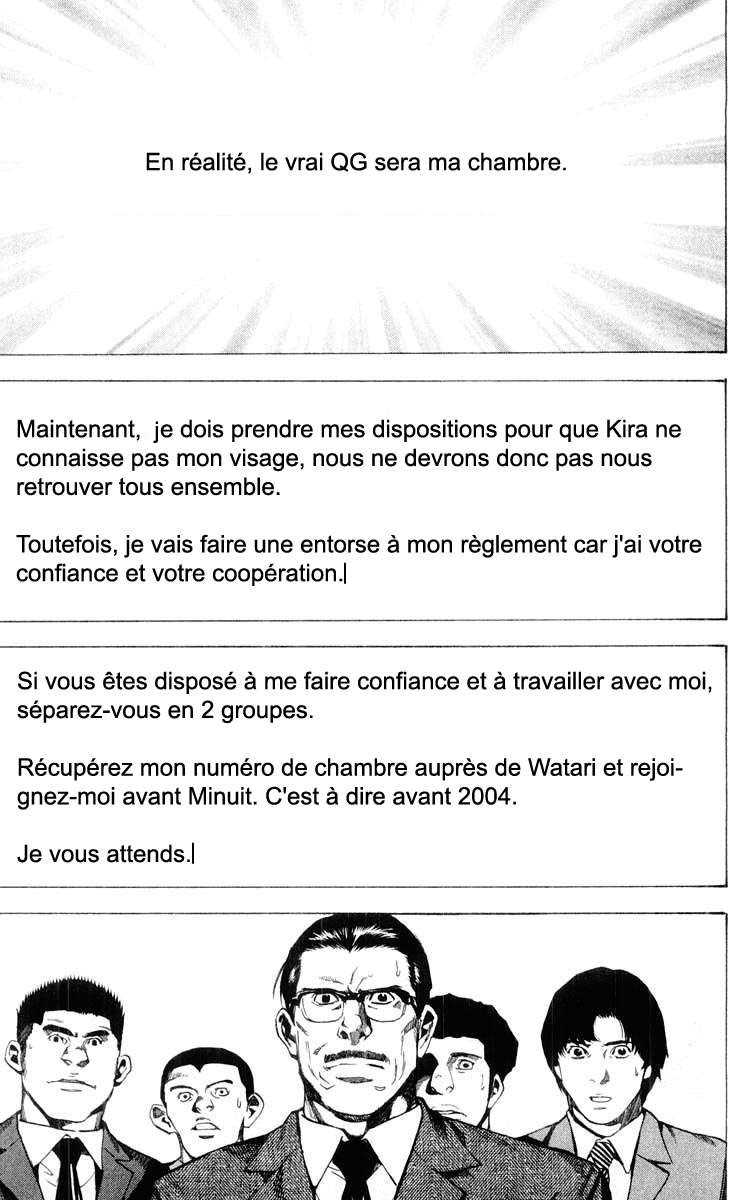 En réalité, le vrai QG sera ma chambre.
Maintenant,  je dois prendre mes dispositions pour que Kira ne
connaisse pas mon visage, nous ne devrons donc pas nous
retrouver tous ensemble.
Toutefois, je vais faire une entorse à mon règlement car j'ai votre
confiance et votre coopération.
Si vous êtes disposé à me faire confiance et à travailler avec moi,
séparez-vous en 2 groupes.
Récupérez mon numéro de chambre auprès de Watari et rejoi-
gnez-moi avant Minuit. C'est à dire avant 2004.
Je vous attends.